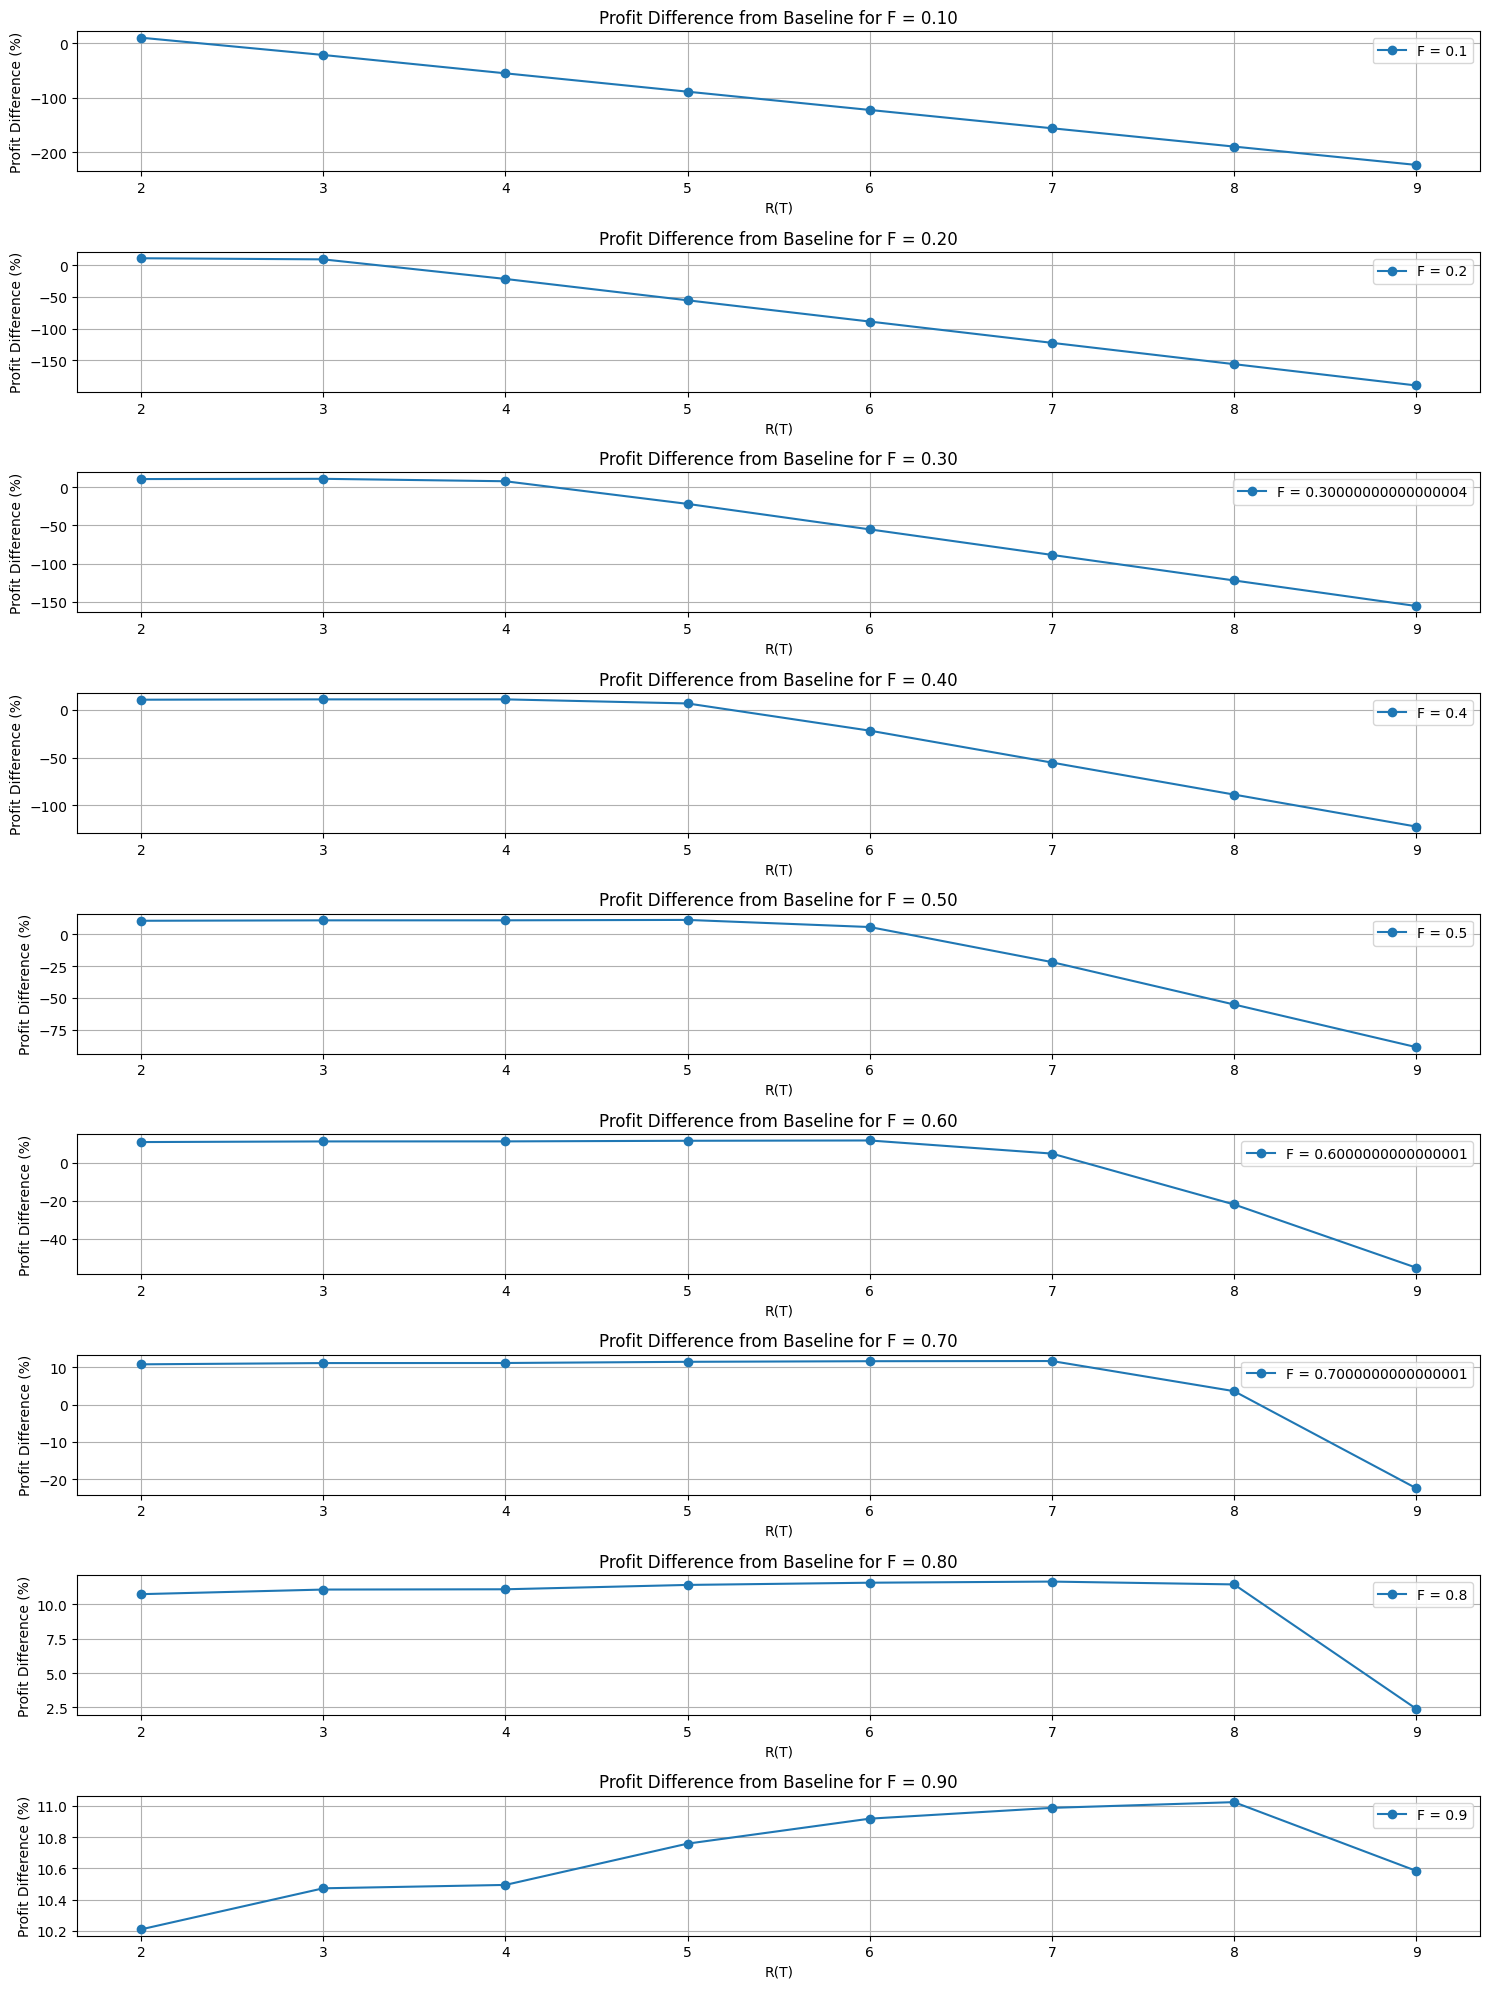 Profit Difference from Baseline for F = 0.10
Profit Difference (%)
0
−100
−200
F = 0.1
2 3 4 5 6 7 8 9
R(T)
Profit Difference from Baseline for F = 0.20
Profit Difference (%)
0
−50
−100
−150
F = 0.2
2 3 4 5 6 7 8 9
R(T)
Profit Difference from Baseline for F = 0.30
Profit Difference (%)
0
−50
−100
−150
F = 0.30000000000000004
2 3 4 5 6 7 8 9
R(T)
Profit Difference from Baseline for F = 0.40
Profit Difference (%)
0
−50
−100
F = 0.4
2 3 4 5 6 7 8 9
R(T)
Profit Difference from Baseline for F = 0.50
Profit Difference (%)
0
−25
−50
−75
F = 0.5
2 3 4 5 6 7 8 9
R(T)
Profit Difference from Baseline for F = 0.60
Profit Difference (%)
0
−20
−40
F = 0.6000000000000001
2 3 4 5 6 7 8 9
R(T)
Profit Difference from Baseline for F = 0.70
Profit Difference (%)
10
0
−10
−20
F = 0.7000000000000001
2 3 4 5 6 7 8 9
R(T)
Profit Difference from Baseline for F = 0.80
Profit Difference (%)
10.0
7.5
5.0
2.5
F = 0.8
2 3 4 5 6 7 8 9
R(T)
Profit Difference from Baseline for F = 0.90
Profit Difference (%)
11.0
10.8
10.6
10.4
10.2
F = 0.9
2 3 4 5 6 7 8 9
R(T)